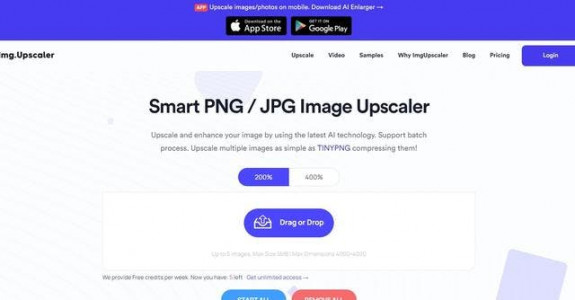 APP Upscale images/photos on mobile. Download AI Enlarger →
Download on the
App Store
GET IT ON
Google Play
Img.Upscaler
Upscale Video Samples Why ImgUpscaler Blog Pricing Login
Smart PNG / JPG Image Upscaler
Upscale and enhance your image by using the latest AI technology. Support batch
process. Upscale multiple images as simple as TINYPNG compressing them!
200% 400%
Drag or Drop
Up to 5 images, Max Size 5MB
We provide Free credits per week. Now you have: 1 left Get unlimited access →
START ALL REMOVE ALL